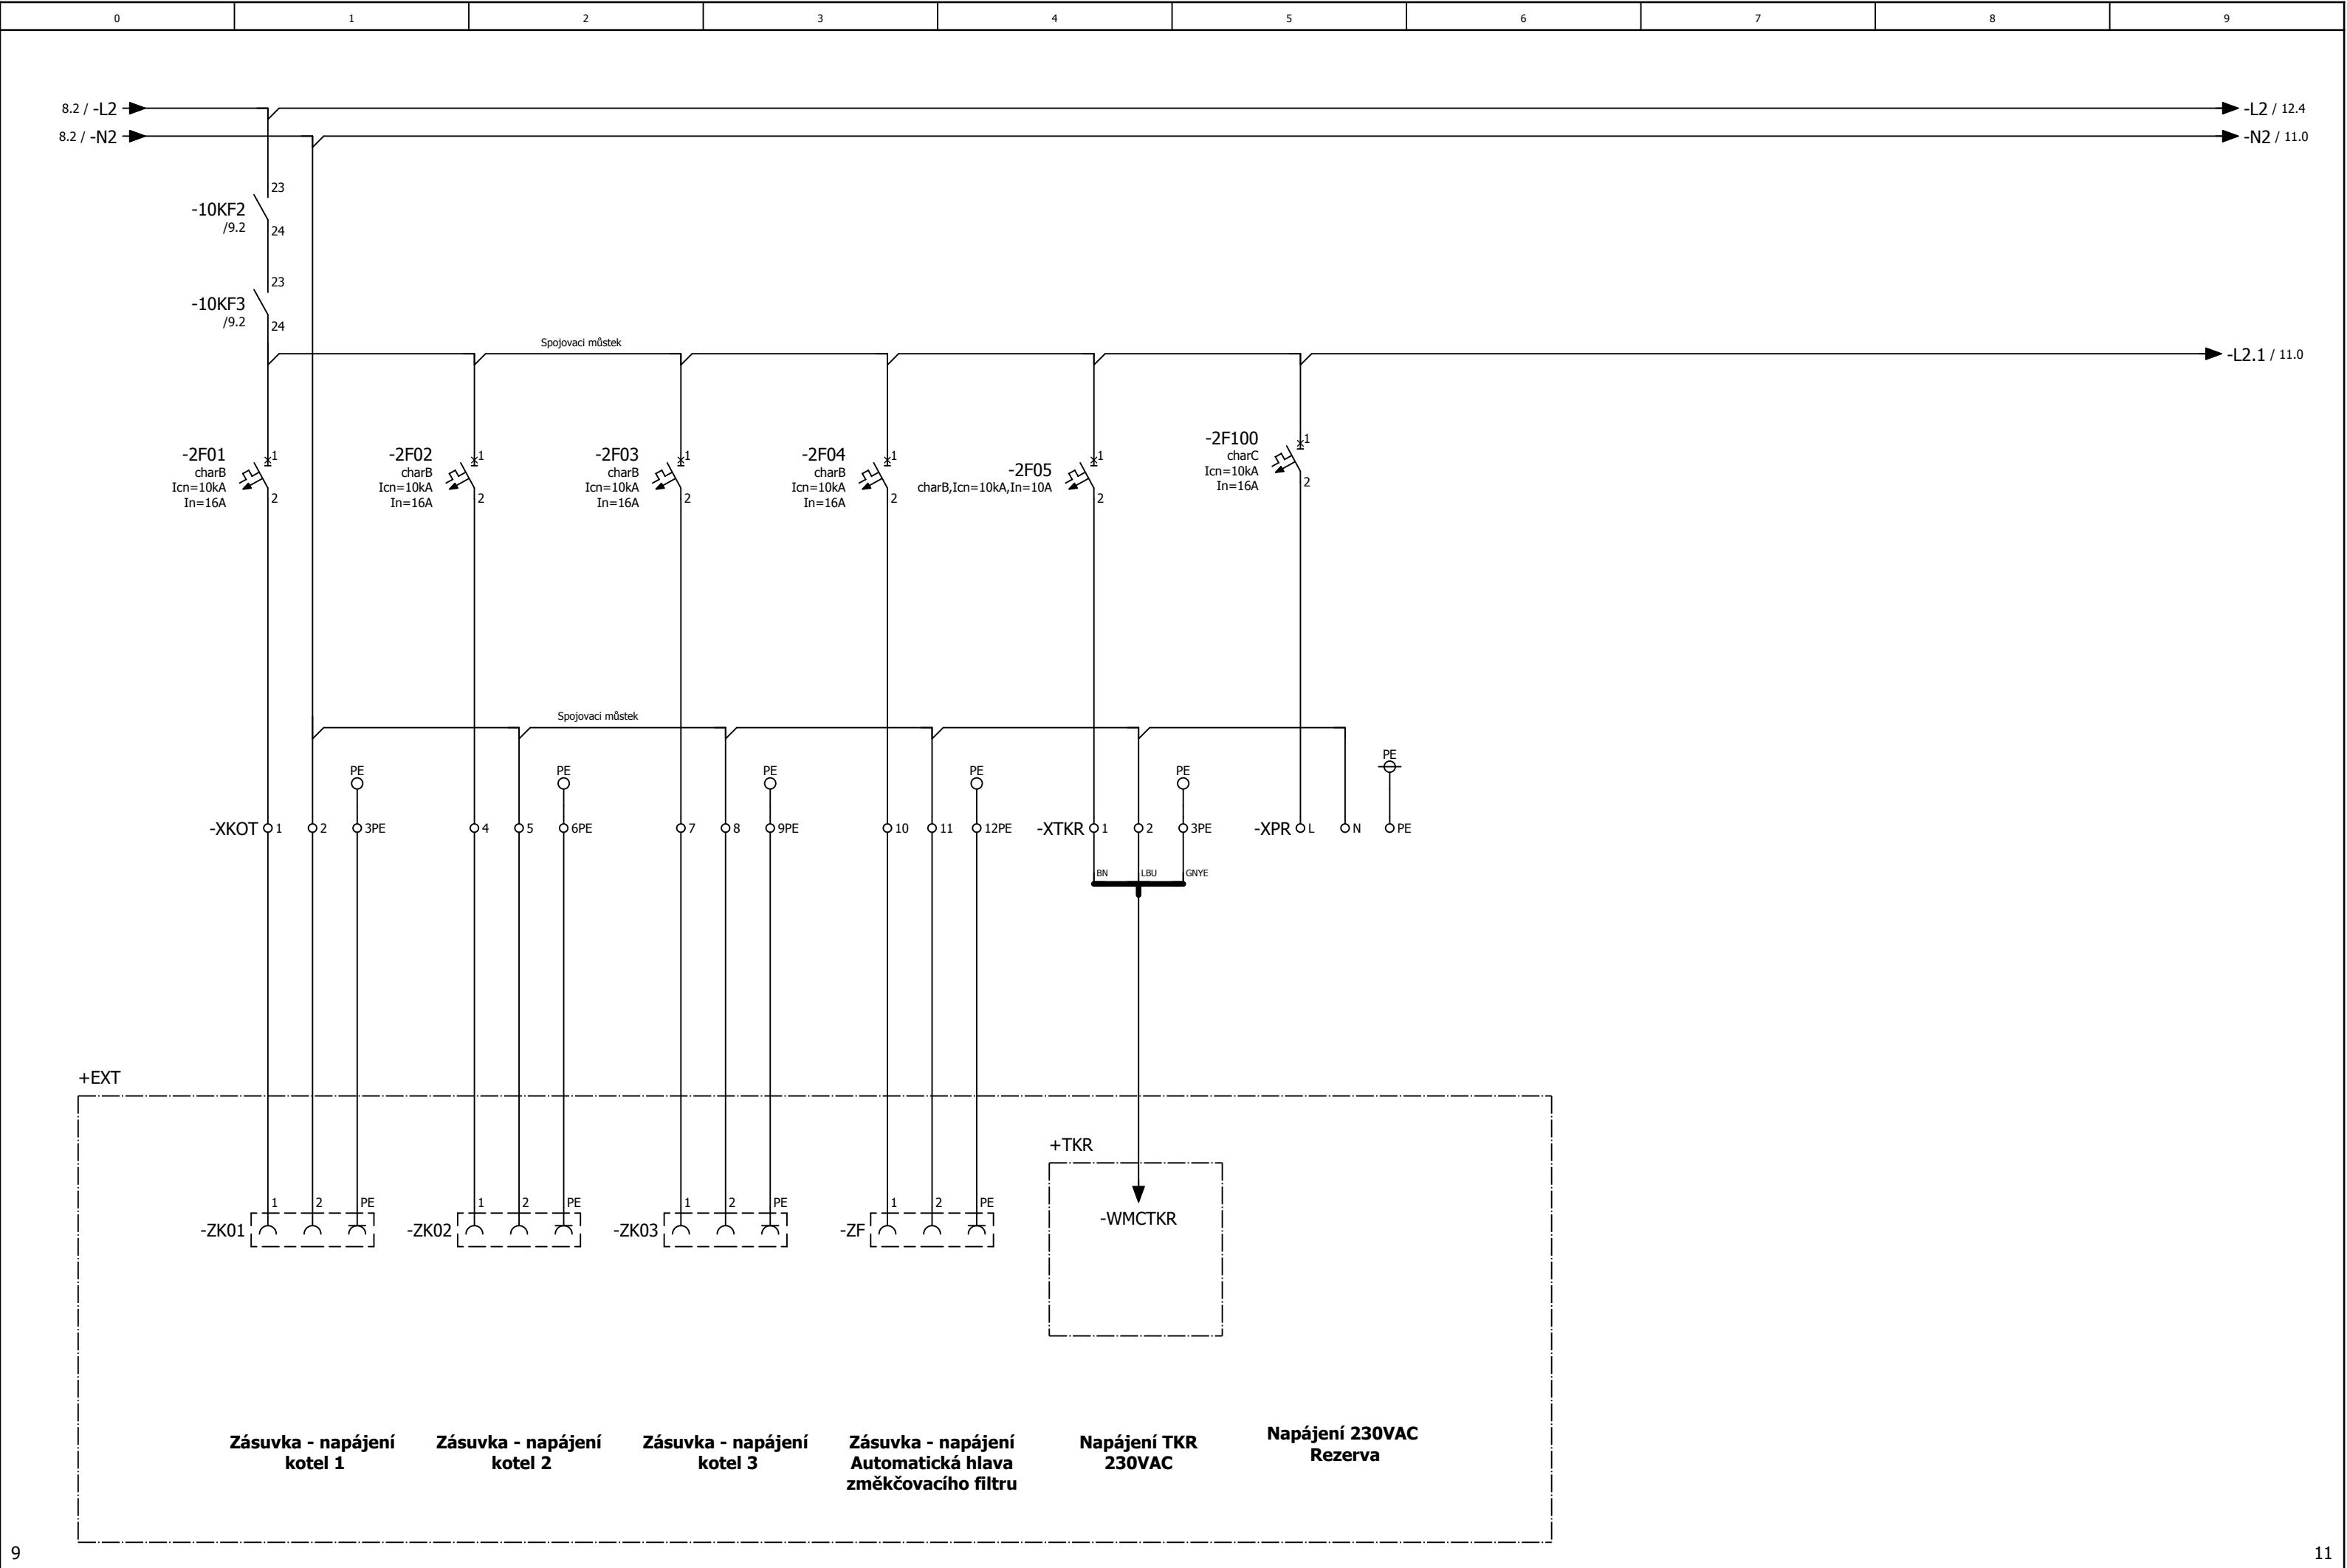 0 1 2 3 4 5 6 7 8 9
8.2 / -L2
-L2 / 12.4
8.2 / -N2
-N2 / 11.0
23
-10KF2
/9.2
24
23
-10KF3
/9.2
24
Spojovaci můstek
-L2.1 / 11.0
-2F01
charB
Icn=10kA
In=16A
1
2
-2F02
charB
Icn=10kA
In=16A
1
2
-2F03
charB
Icn=10kA
In=16A
1
2
-2F04
charB
Icn=10kA
In=16A
1
2
-2F05
charB,Icn=10kA,In=10A
1
2
-2F100
charC
Icn=10kA
In=16A
1
2
Spojovaci můstek
PE PE PE PE PE PE
-XKOT 1 2 3PE 4 5 6PE 7 8 9PE 10 11 12PE -XTKR 1 2 3PE -XPR L N PE
BN LBU GNYE
+EXT
+TKR
1 2 PE 1 2 PE 1 2 PE 1 2 PE
-ZK01 -ZK02 -ZK03 -ZF -WMCTKR
Zásuvka - napájení
kotel 1
Zásuvka - napájení
kotel 2
Zásuvka - napájení
kotel 3
Zásuvka - napájení
Automatická hlava
změkčovacího filtru
Napájení TKR
230VAC
Napájení 230VAC
Rezerva
9
11